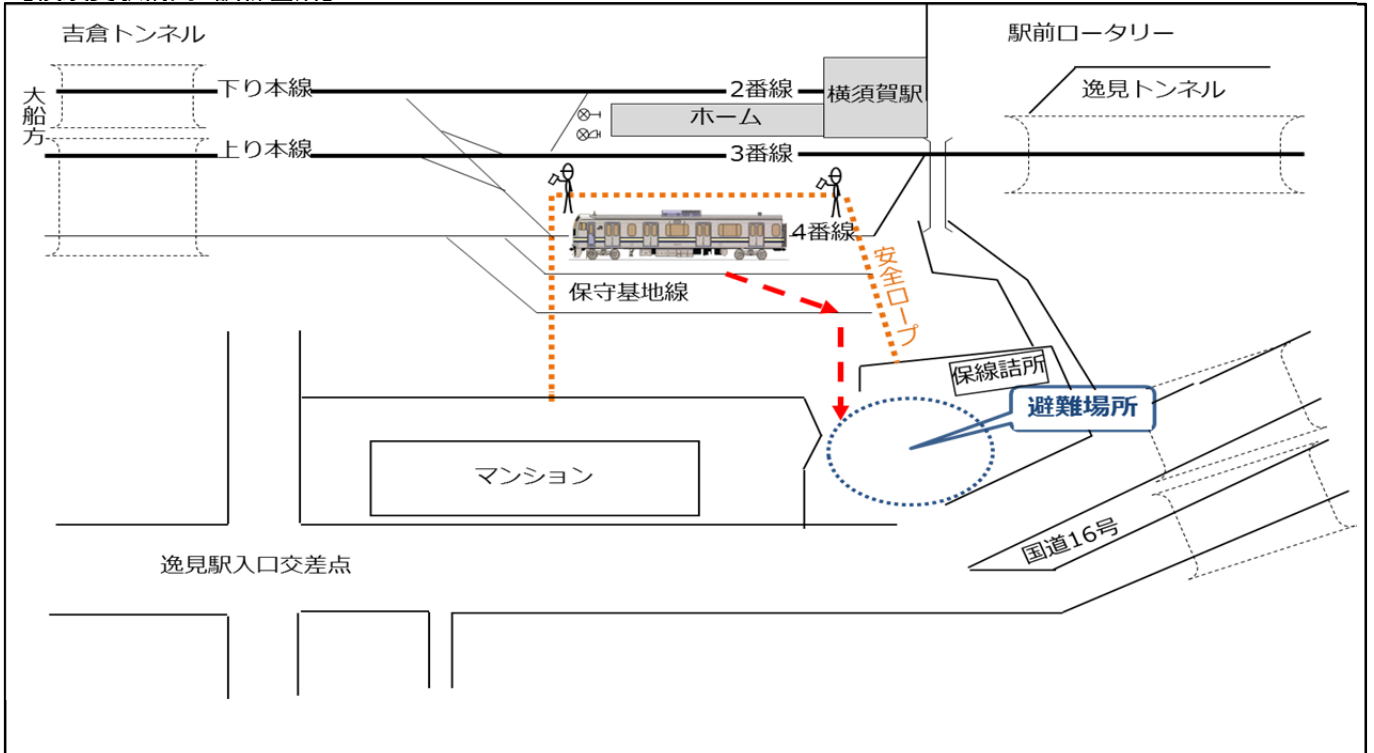 吉倉トンネル
駅前ロータリー
大船方
下り本線
2番線
横須賀駅
逸見トンネル
ホーム
上り本線
3番線
4番線
安全ロープ
保守基地線
保線詰所
避難場所
マンション
国道16号
逸見駅入口交差点